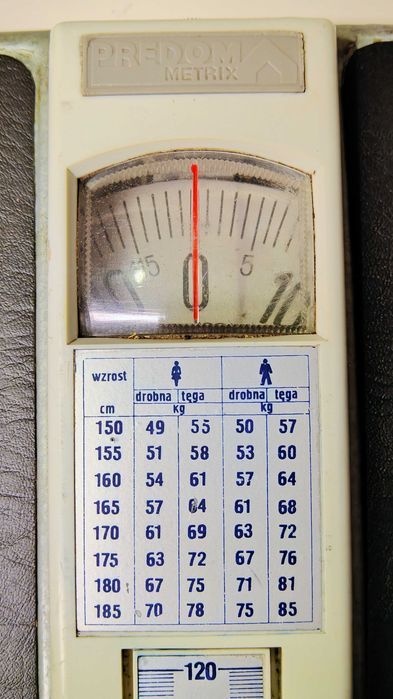 PREDOM
METRIX
15 5
0 10
wzrost
drobna tęga drobna tęga
cm kg kg
150 49 55 50 57
155 51 58 53 60
160 54 61 57 64
165 57 64 61 68
170 61 69 63 72
175 63 72 67 76
180 67 75 71 81
185 70 78 75 85
120